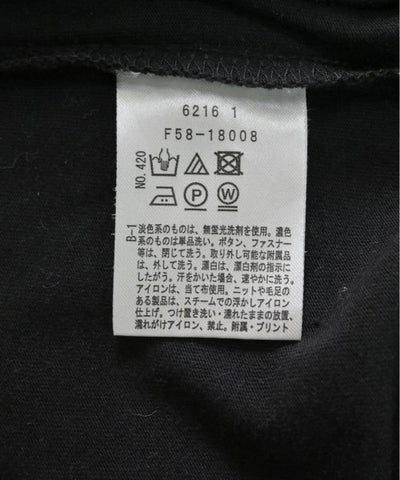 6216 1
F58-18008
NO. 420
P W
B-1
淡色系のものは、無蛍光洗剤を使用。濃色
系のものは単品洗い。ボタン、ファスナー
等は、閉じて洗う。取り外し可能な附属品
は、外して洗う。漂白は、漂白剤の指示に
したがう。汗をかいた場合、速やかに洗う。
アイロンは、当て布使用。ニットや毛足の
ある製品は、スチームでの浮かしアイロン
仕上げ。つけ置き洗い・濡れたままの放置、
濡れがけアイロン、禁止。附属・プリント